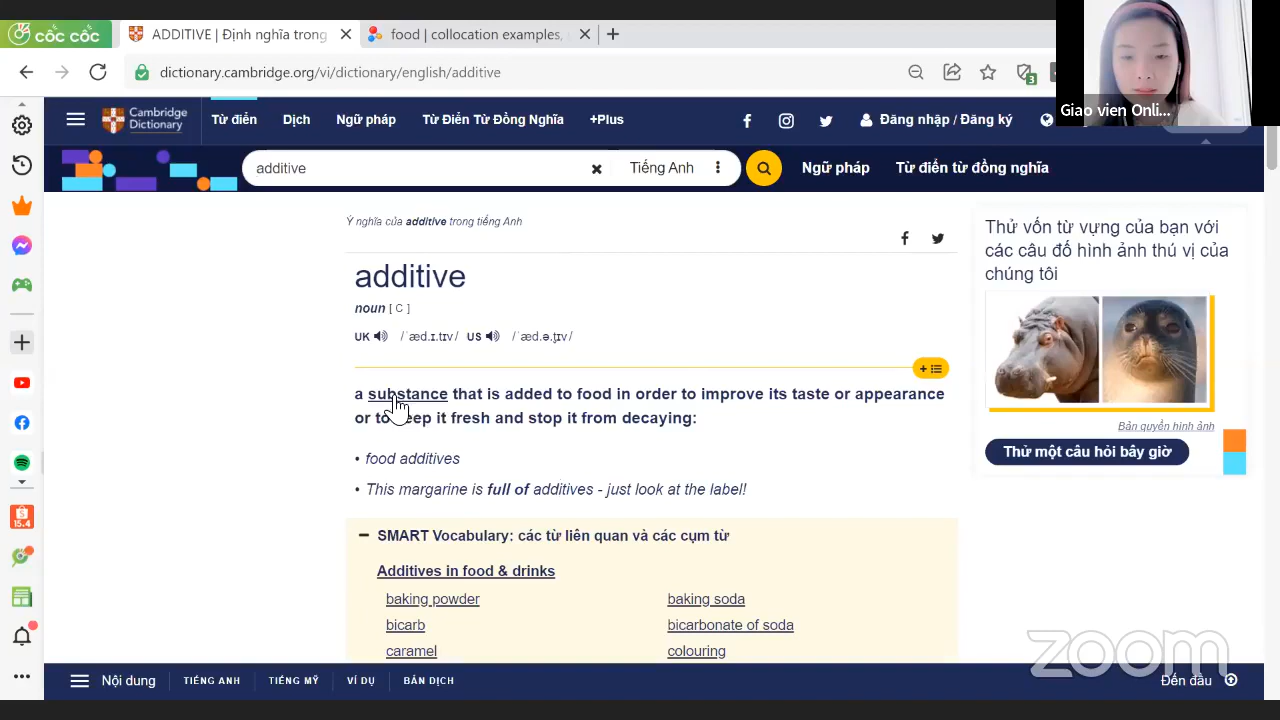 cốc cốc
ADDITIVE | Định nghĩa trong
food | collocation examples,
dictionary.cambridge.org/vi/dictionary/english/additive
3
Giao vien Onli...
Cambridge
Dictionary
Từ điển
Dịch
Ngữ pháp
Từ Điển Từ Đồng Nghĩa
+Plus
Đăng nhập / Đăng ký
additive
Tiếng Anh
Ngữ pháp
Từ điển từ đồng nghĩa
Ý nghĩa của additive trong tiếng Anh
additive
noun [ C ]
UK /ˈæd.ɪ.tɪv/ US /ˈæd.ə.t̬ɪv/
a substance that is added to food in order to improve its taste or appearance
or to keep it fresh and stop it from decaying:
• food additives
• This margarine is full of additives - just look at the label!
SMART Vocabulary: các từ liên quan và các cụm từ
Additives in food & drinks
baking powder
baking soda
bicarb
bicarbonate of soda
caramel
colouring
Thử vốn từ vựng của bạn với
các câu đố hình ảnh thú vị của
chúng tôi
Bản quyền hình ảnh
Thử một câu hỏi bây giờ
S
15.4
zoom
Nội dung
TIẾNG ANH
TIẾNG MỸ
VÍ DỤ
BẢN DỊCH
Đến đầu